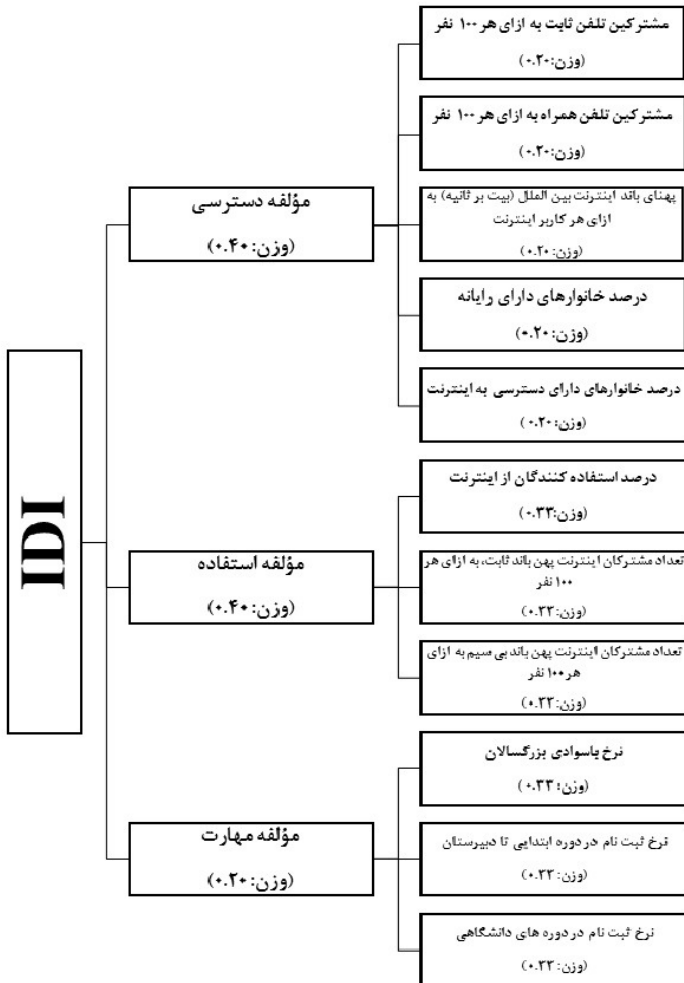 IDI
مؤلفه دسترسی
(وزن: ۰.۴۰)
مشترکین تلفن ثابت به ازای هر ۱۰۰ نفر
(وزن: ۰.۲۰)
مشترکین تلفن همراه به ازای هر ۱۰۰ نفر
(وزن: ۰.۲۰)
پهنای باند اینترنت بین الملل (بیت بر ثانیه) به
ازای هر کاربر اینترنت
(وزن: ۰.۲۰)
درصد خانوارهای دارای رایانه
(وزن: ۰.۲۰)
درصد خانوارهای دارای دسترسی به اینترنت
(وزن: ۰.۲۰)
مؤلفه استفاده
(وزن: ۰.۴۰)
درصد استفاده کنندگان از اینترنت
(وزن: ۰.۳۳)
تعداد مشترکان اینترنت پهن باند ثابت، به ازای هر
۱۰۰ نفر
(وزن: ۰.۳۳)
تعداد مشترکان اینترنت پهن باند بی سیم به ازای
هر ۱۰۰ نفر
(وزن: ۰.۳۳)
مؤلفه مهارت
(وزن: ۰.۲۰)
نرخ باسوادی بزرگسالان
(وزن: ۰.۳۳)
نرخ ثبت نام در دوره ابتدایی تا دبیرستان
(وزن: ۰.۳۳)
نرخ ثبت نام در دوره های دانشگاهی
(وزن: ۰.۳۳)